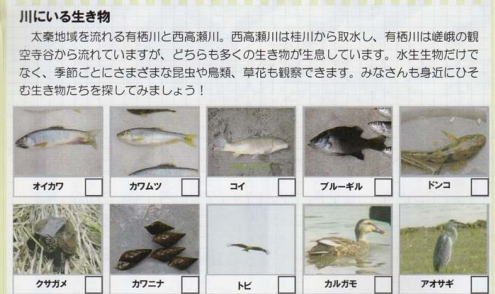 川にいる生き物
太秦地域を流れる有栖川と西高瀬川。西高瀬川は桂川から取水し、有栖川は嵯峨の観
空寺谷から流れていますが、どちらも多くの生き物が生息しています。水生生物だけで
なく、季節ごとにさまざまな昆虫や鳥類、草花も観察できます。みなさんも身近にひそ
む生き物たちを探してみましょう！
オイカワ
カワムツ
コイ
ブルーギル
ドンコ
クサガメ
カワニナ
トビ
カルガモ
アオサギ